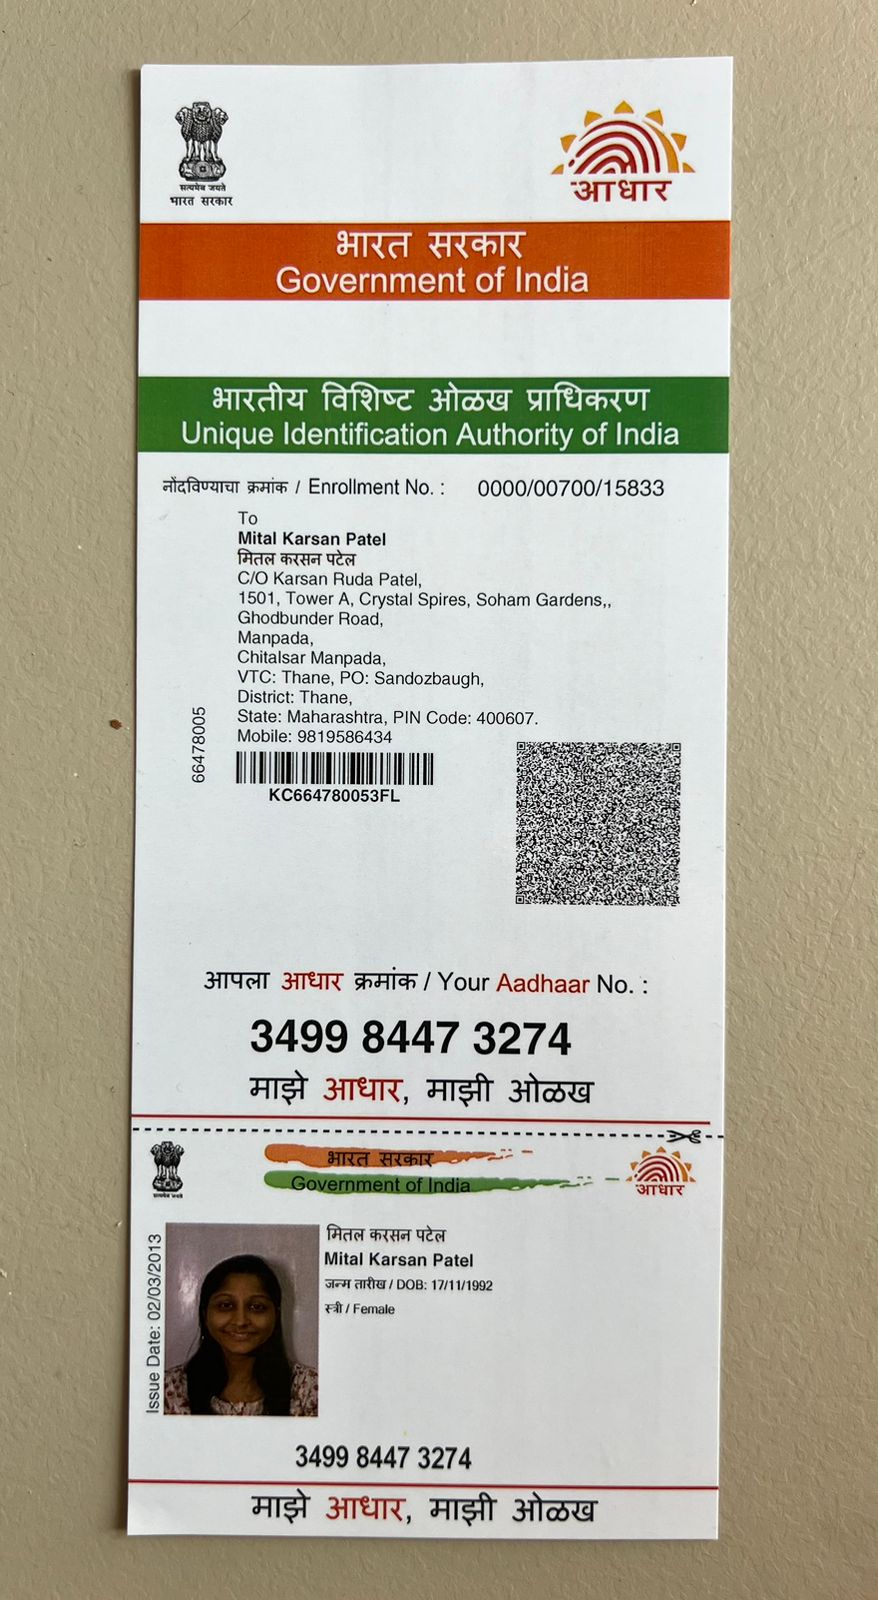 सत्यमेव जयते
भारत सरकार
आधार
भारत सरकार
Government of India
भारतीय विशिष्ट ओळख प्राधिकरण
Unique Identification Authority of India
नोंदविण्याचा क्रमांक / Enrollment No. : 0000/00700/15833
To
Mital Karsan Patel
मितल करसन पटेल
C/O Karsan Ruda Patel,
1501, Tower A, Crystal Spires, Soham Gardens,,
Ghodbunder Road,
Manpada,
Chitalsar Manpada,
VTC: Thane, PO: Sandozbaugh,
District: Thane,
State: Maharashtra, PIN Code: 400607.
Mobile: 9819586434
66478005
KC664780053FL
आपला आधार क्रमांक / Your Aadhaar No. :
3499 8447 3274
माझे आधार, माझी ओळख
सत्यमेव जयते
भारत सरकार
Government of India
आधार
Issue Date: 02/03/2013
मितल करसन पटेल
Mital Karsan Patel
जन्म तारीख / DOB: 17/11/1992
स्त्री / Female
3499 8447 3274
माझे आधार, माझी ओळख